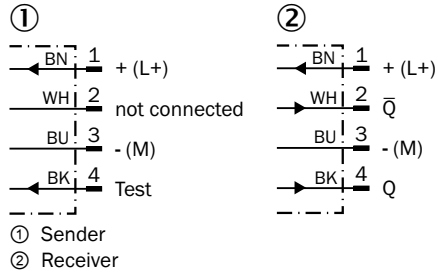 ① ②
BN 1 + (L+) BN 1 + (L+)
WH 2 not connected WH 2 Q̅
BU 3 - (M) BU 3 - (M)
BK 4 Test BK 4 Q
① Sender
② Receiver